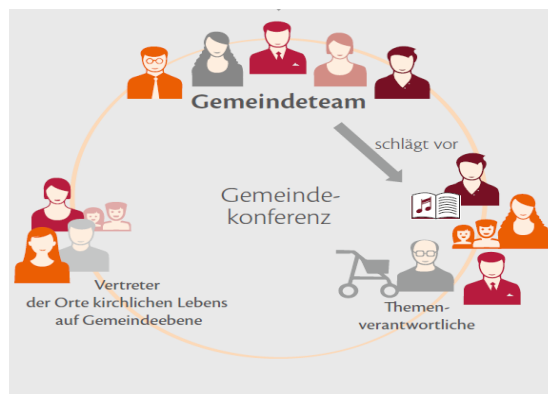 Gemeindeteam
schlägt vor
Gemeinde-
konferenz
Vertreter
der Orte kirchlichen Lebens
auf Gemeindeebene
Themen-
verantwortliche